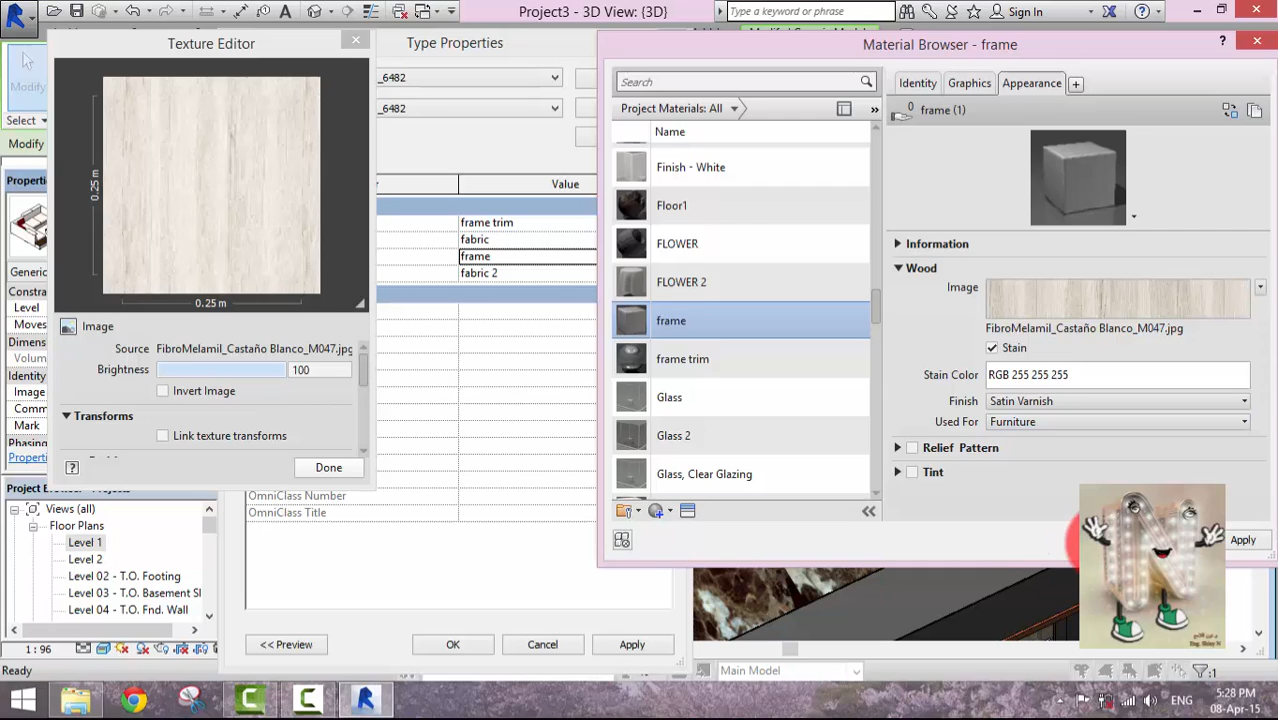 Project3 - 3D View: {3D}
Type a keyword or phrase
Sign In
Modify
Select
Modify
Texture Editor
0.25 m
0.25 m
Image
Source FibroMelamil_Castaño Blanco_M047.jpg
Brightness 100
Invert Image
Transforms
Link texture transforms
Done
Type Properties
_6482
_6482
Value
frame trim
fabric
frame
fabric 2
OmniClass Number
OmniClass Title
<< Preview
OK
Cancel
Apply
Material Browser - frame
Search
Project Materials: All
Name
Finish - White
Floor1
FLOWER
FLOWER 2
frame
frame trim
Glass
Glass 2
Glass, Clear Glazing
Identity
Graphics
Appearance
0
frame (1)
Information
Wood
Image
FibroMelamil_Castaño Blanco_M047.jpg
Stain
Stain Color RGB 255 255 255
Finish Satin Varnish
Used For Furniture
Relief Pattern
Tint
Apply
Properties
Generic
Level
Moves
Volum
Identity
Image
Comm
Mark
Phasing
Views (all)
Floor Plans
Level 1
Level 2
Level 02 - T.O. Footing
Level 03 - T.O. Basement Sl
Level 04 - T.O. Fnd. Wall
1 : 96
Ready
Main Model
:1
ENG
5:28 PM
08-Apr-15